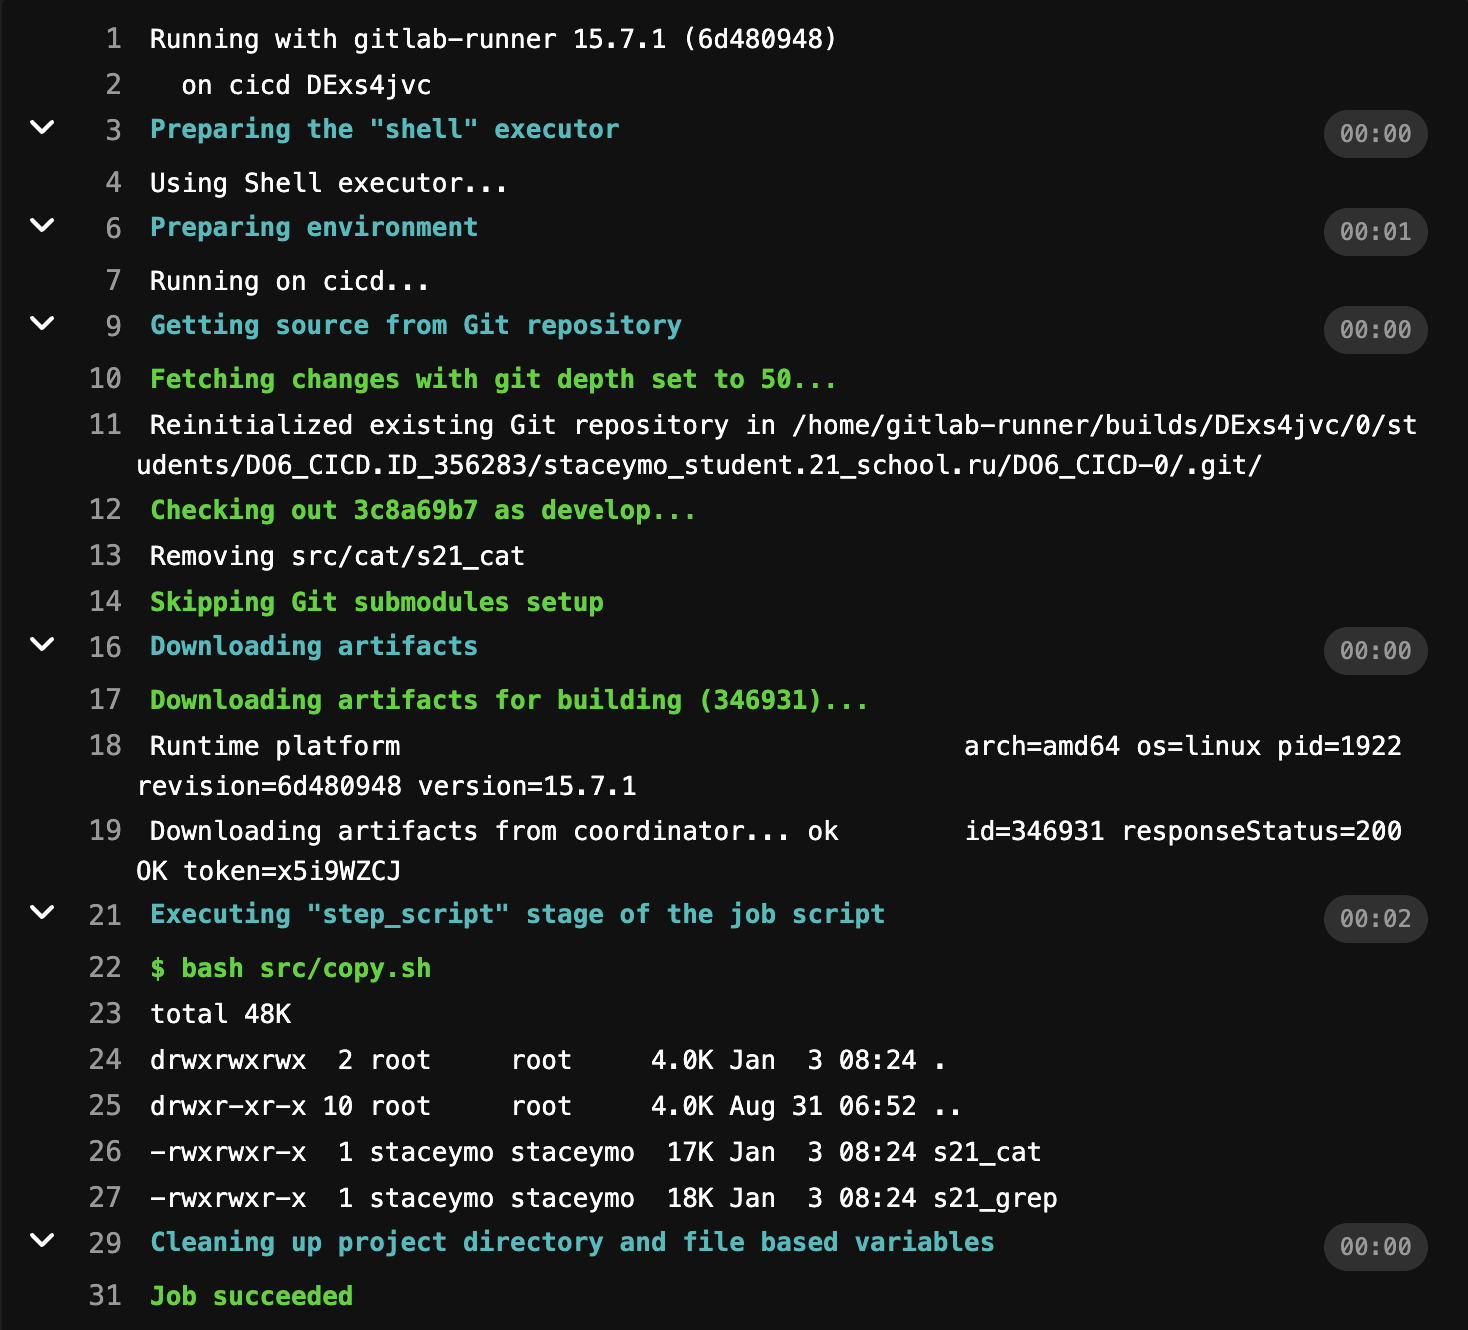 1 Running with gitlab-runner 15.7.1 (6d480948)
2   on cicd DExs4jvc
3 Preparing the "shell" executor 00:00
4 Using Shell executor...
6 Preparing environment 00:01
7 Running on cicd...
9 Getting source from Git repository 00:00
10 Fetching changes with git depth set to 50...
11 Reinitialized existing Git repository in /home/gitlab-runner/builds/DExs4jvc/0/st
udents/DO6_CICD.ID_356283/staceymo_student.21_school.ru/DO6_CICD-0/.git/
12 Checking out 3c8a69b7 as develop...
13 Removing src/cat/s21_cat
14 Skipping Git submodules setup
16 Downloading artifacts 00:00
17 Downloading artifacts for building (346931)...
18 Runtime platform                                    arch=amd64 os=linux pid=1922
revision=6d480948 version=15.7.1
19 Downloading artifacts from coordinator... ok        id=346931 responseStatus=200
OK token=x5i9WZCJ
21 Executing "step_script" stage of the job script 00:02
22 $ bash src/copy.sh
23 total 48K
24 drwxrwxrwx  2 root     root     4.0K Jan  3 08:24 .
25 drwxr-xr-x 10 root     root     4.0K Aug 31 06:52 ..
26 -rwxrwxr-x  1 staceymo staceymo  17K Jan  3 08:24 s21_cat
27 -rwxrwxr-x  1 staceymo staceymo  18K Jan  3 08:24 s21_grep
29 Cleaning up project directory and file based variables 00:00
31 Job succeeded